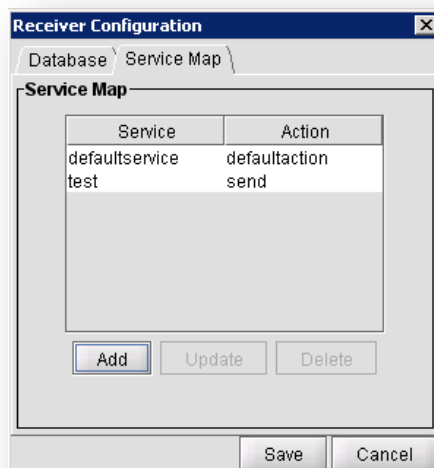 Receiver Configuration
Database Service Map
Service Map
Service Action
defaultservice defaultaction
test send
Add Update Delete
Save Cancel